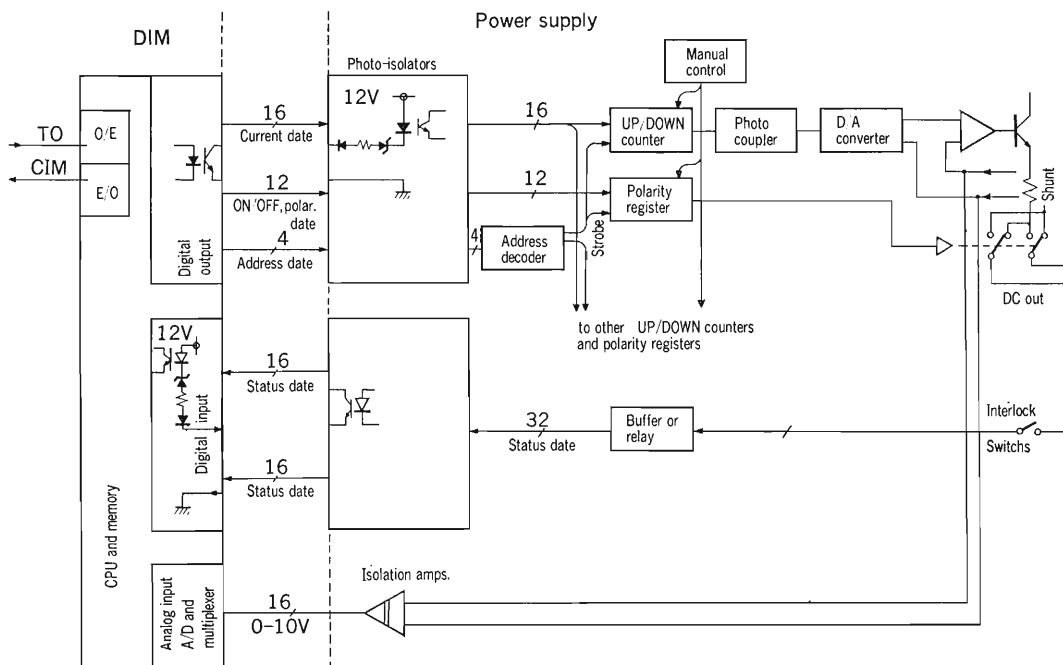 Power supply
DIM
Photo-isolators
Manual
control
12V
16
Current date
16
UP/DOWN
counter
Photo
coupler
D/A
converter
TO
O/E
CIM
E/O
12
ON 'OFF, polar.
date
12
Polarity
register
Shunt
4
Address date
4
Address
decoder
Strobe
Digital
output
DC out
to other UP/DOWN counters
and polarity registers
12V
16
Status date
Digital input
32
Status date
Buffer or
relay
Interlock
Switchs
16
Status date
CPU and memory
Isolation amps.
Analog input
A/D and
multiplexer
16
0-10V